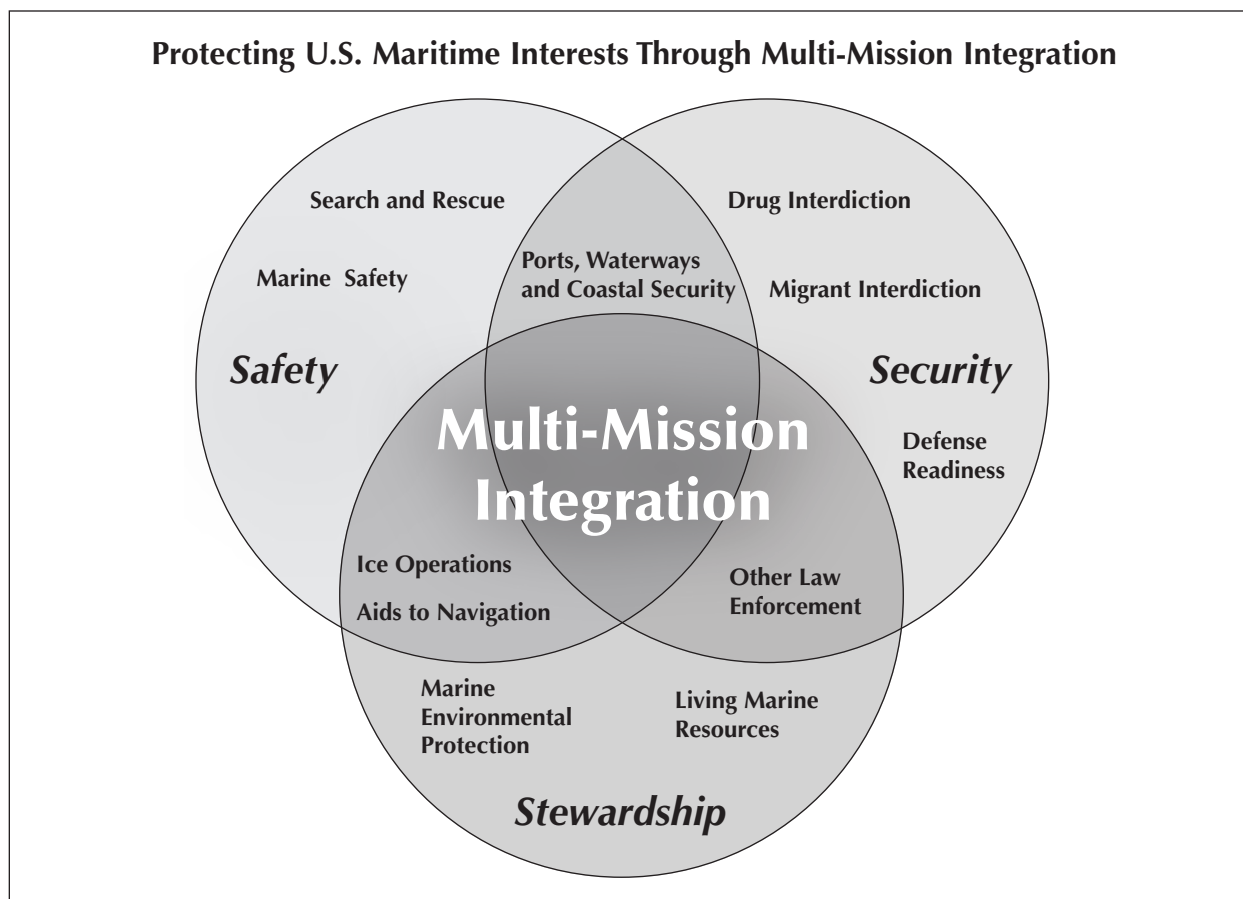 Protecting U.S. Maritime Interests Through Multi-Mission Integration
Search and Rescue
Drug Interdiction
Ports, Waterways
and Coastal Security
Marine Safety
Migrant Interdiction
Safety
Security
Multi-Mission
Integration
Defense
Readiness
Ice Operations
Aids to Navigation
Other Law
Enforcement
Marine
Environmental
Protection
Living Marine
Resources
Stewardship